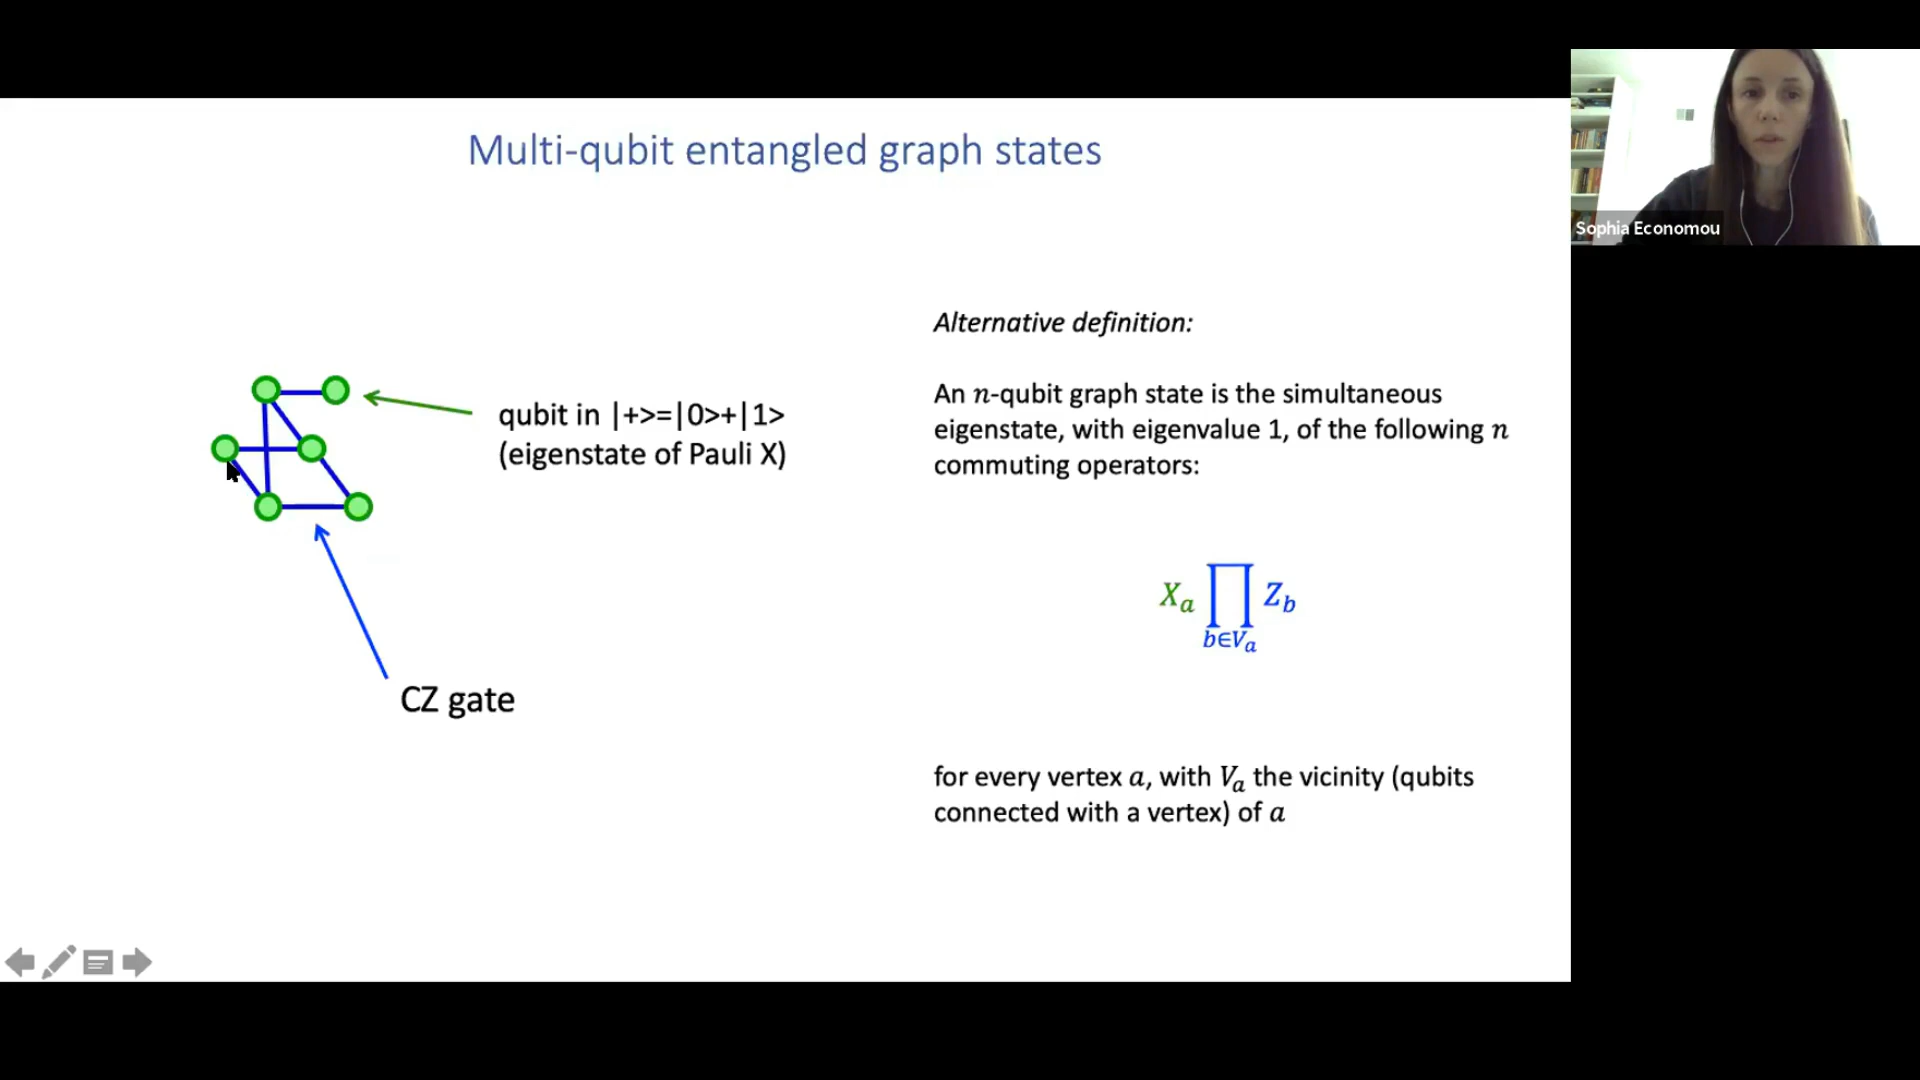 Multi-qubit entangled graph states
Sophia Economou
Alternative definition:
qubit in |+>=|0>+|1>
(eigenstate of Pauli X)
An n-qubit graph state is the simultaneous
eigenstate, with eigenvalue 1, of the following n
commuting operators:
X_a ∏_{b∈V_a} Z_b
CZ gate
for every vertex a, with V_a the vicinity (qubits
connected with a vertex) of a